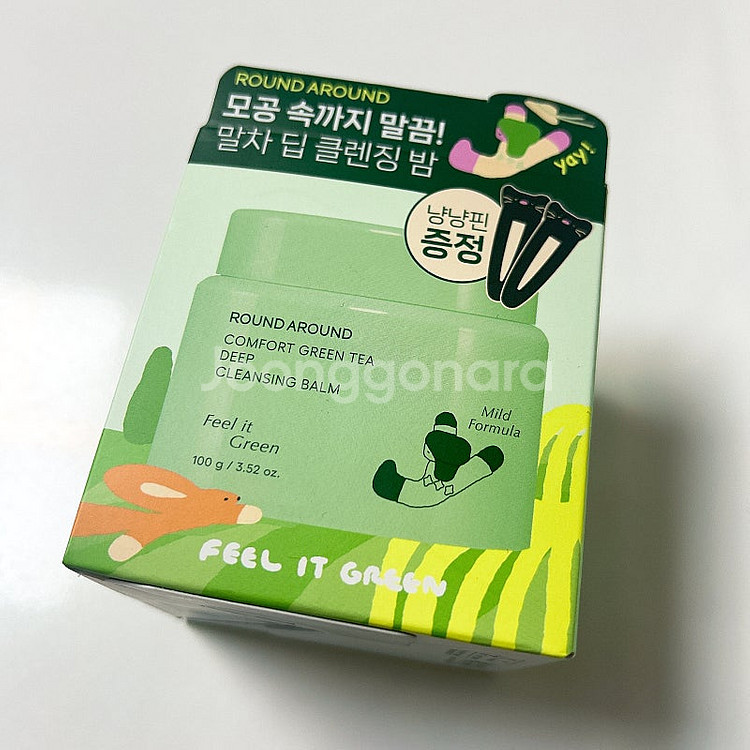 ROUND AROUND
모공 속까지 말끔!
말차 딥 클렌징 밤
yay!
냥냥핀
증정
ROUND AROUND
COMFORT GREEN TEA
DEEP
CLEANSING BALM
Joonggonara
Mild
Formula
Feel it
Green
100 g / 3.52 oz.
FEEL IT GREEN